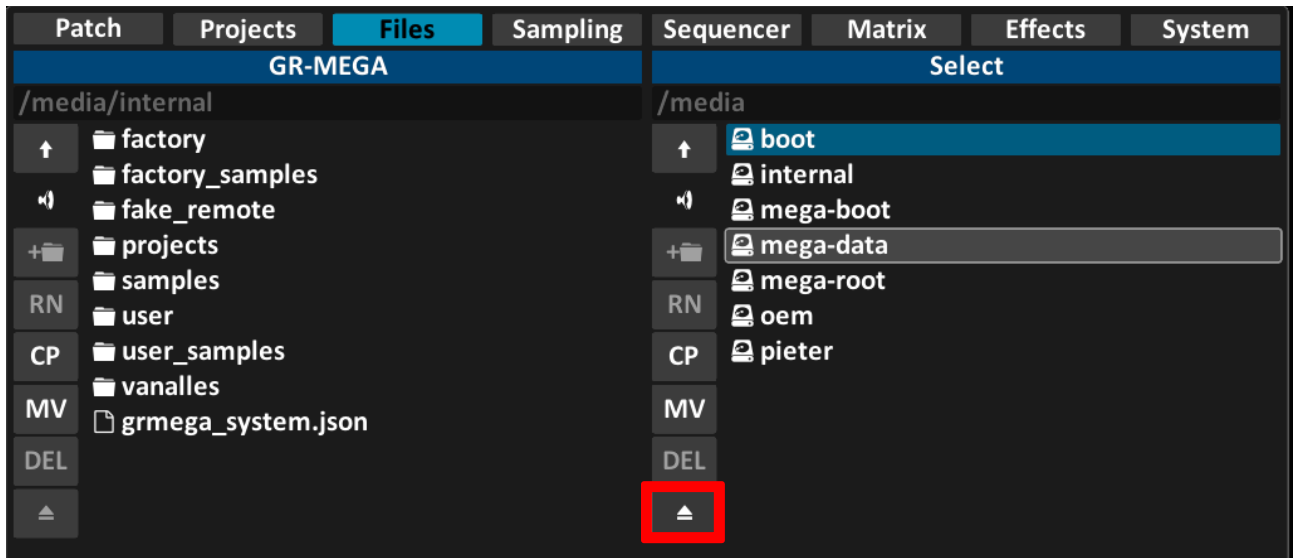 Patch Projects Files Sampling Sequencer Matrix Effects System
GR-MEGA
/media/internal
factory
factory_samples
fake_remote
+
projects
RN
samples
user
CP
user_samples
vanalles
MV
grmega_system.json
DEL
Select
/media
boot
internal
mega-boot
+
mega-data
RN
mega-root
oem
CP
pieter
MV
DEL